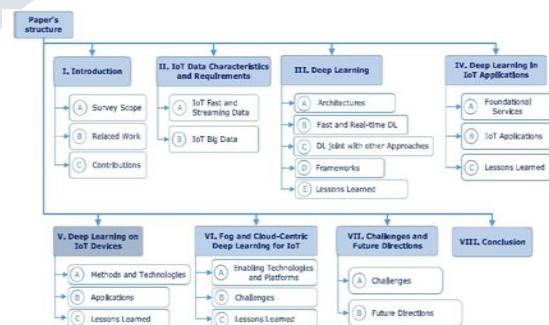 Paper's
structure
I. Introduction
A Survey Scope
B Related Work
C Contributions
II. IoT Data Characteristics
and Requirements
A IoT Fast and
Streaming Data
B IoT Big Data
III. Deep Learning
A Architectures
B Fast and Real-time DL
C DL joint with other Approaches
D Frameworks
E Lessons Learned
IV. Deep Learning in
IoT Applications
A Foundational
Services
B IoT Applications
C Lessons Learned
V. Deep Learning on
IoT Devices
A Methods and Technologies
B Applications
C Lessons Learned
VI. Fog and Cloud-Centric
Deep Learning for IoT
A Enabling Technologies
and Platforms
B Challenges
C Lessons Learned
VII. Challenges and
Future Directions
A Challenges
B Future Directions
VIII. Conclusion